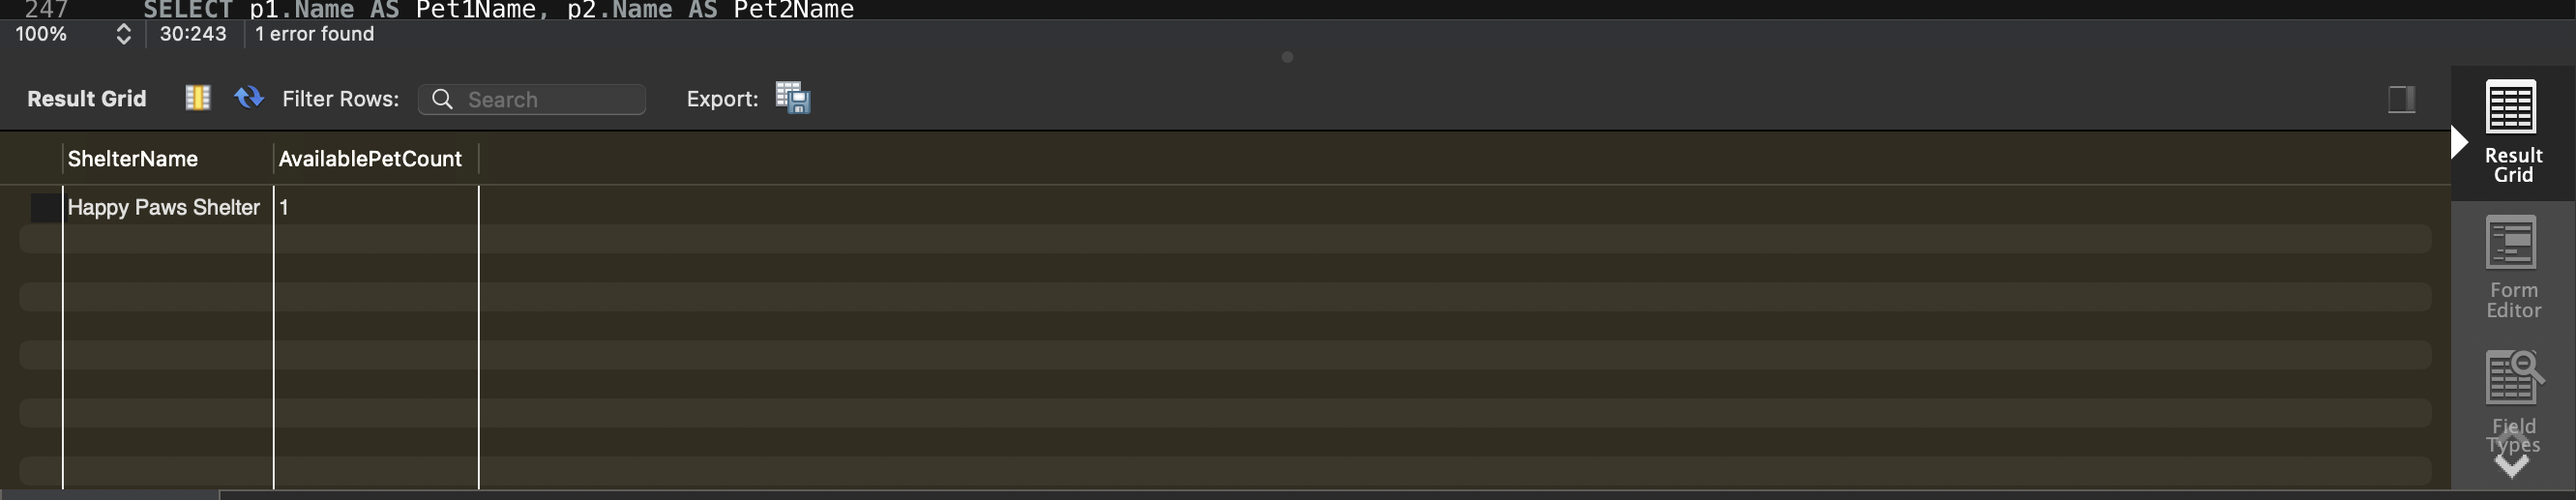 247 SELECT p1.Name AS Pet1Name, p2.Name AS Pet2Name
100% 30:243 1 error found
Result Grid Filter Rows: Search Export:
ShelterName AvailablePetCount
Happy Paws Shelter 1
Result
Grid
Form
Editor
Field
Types